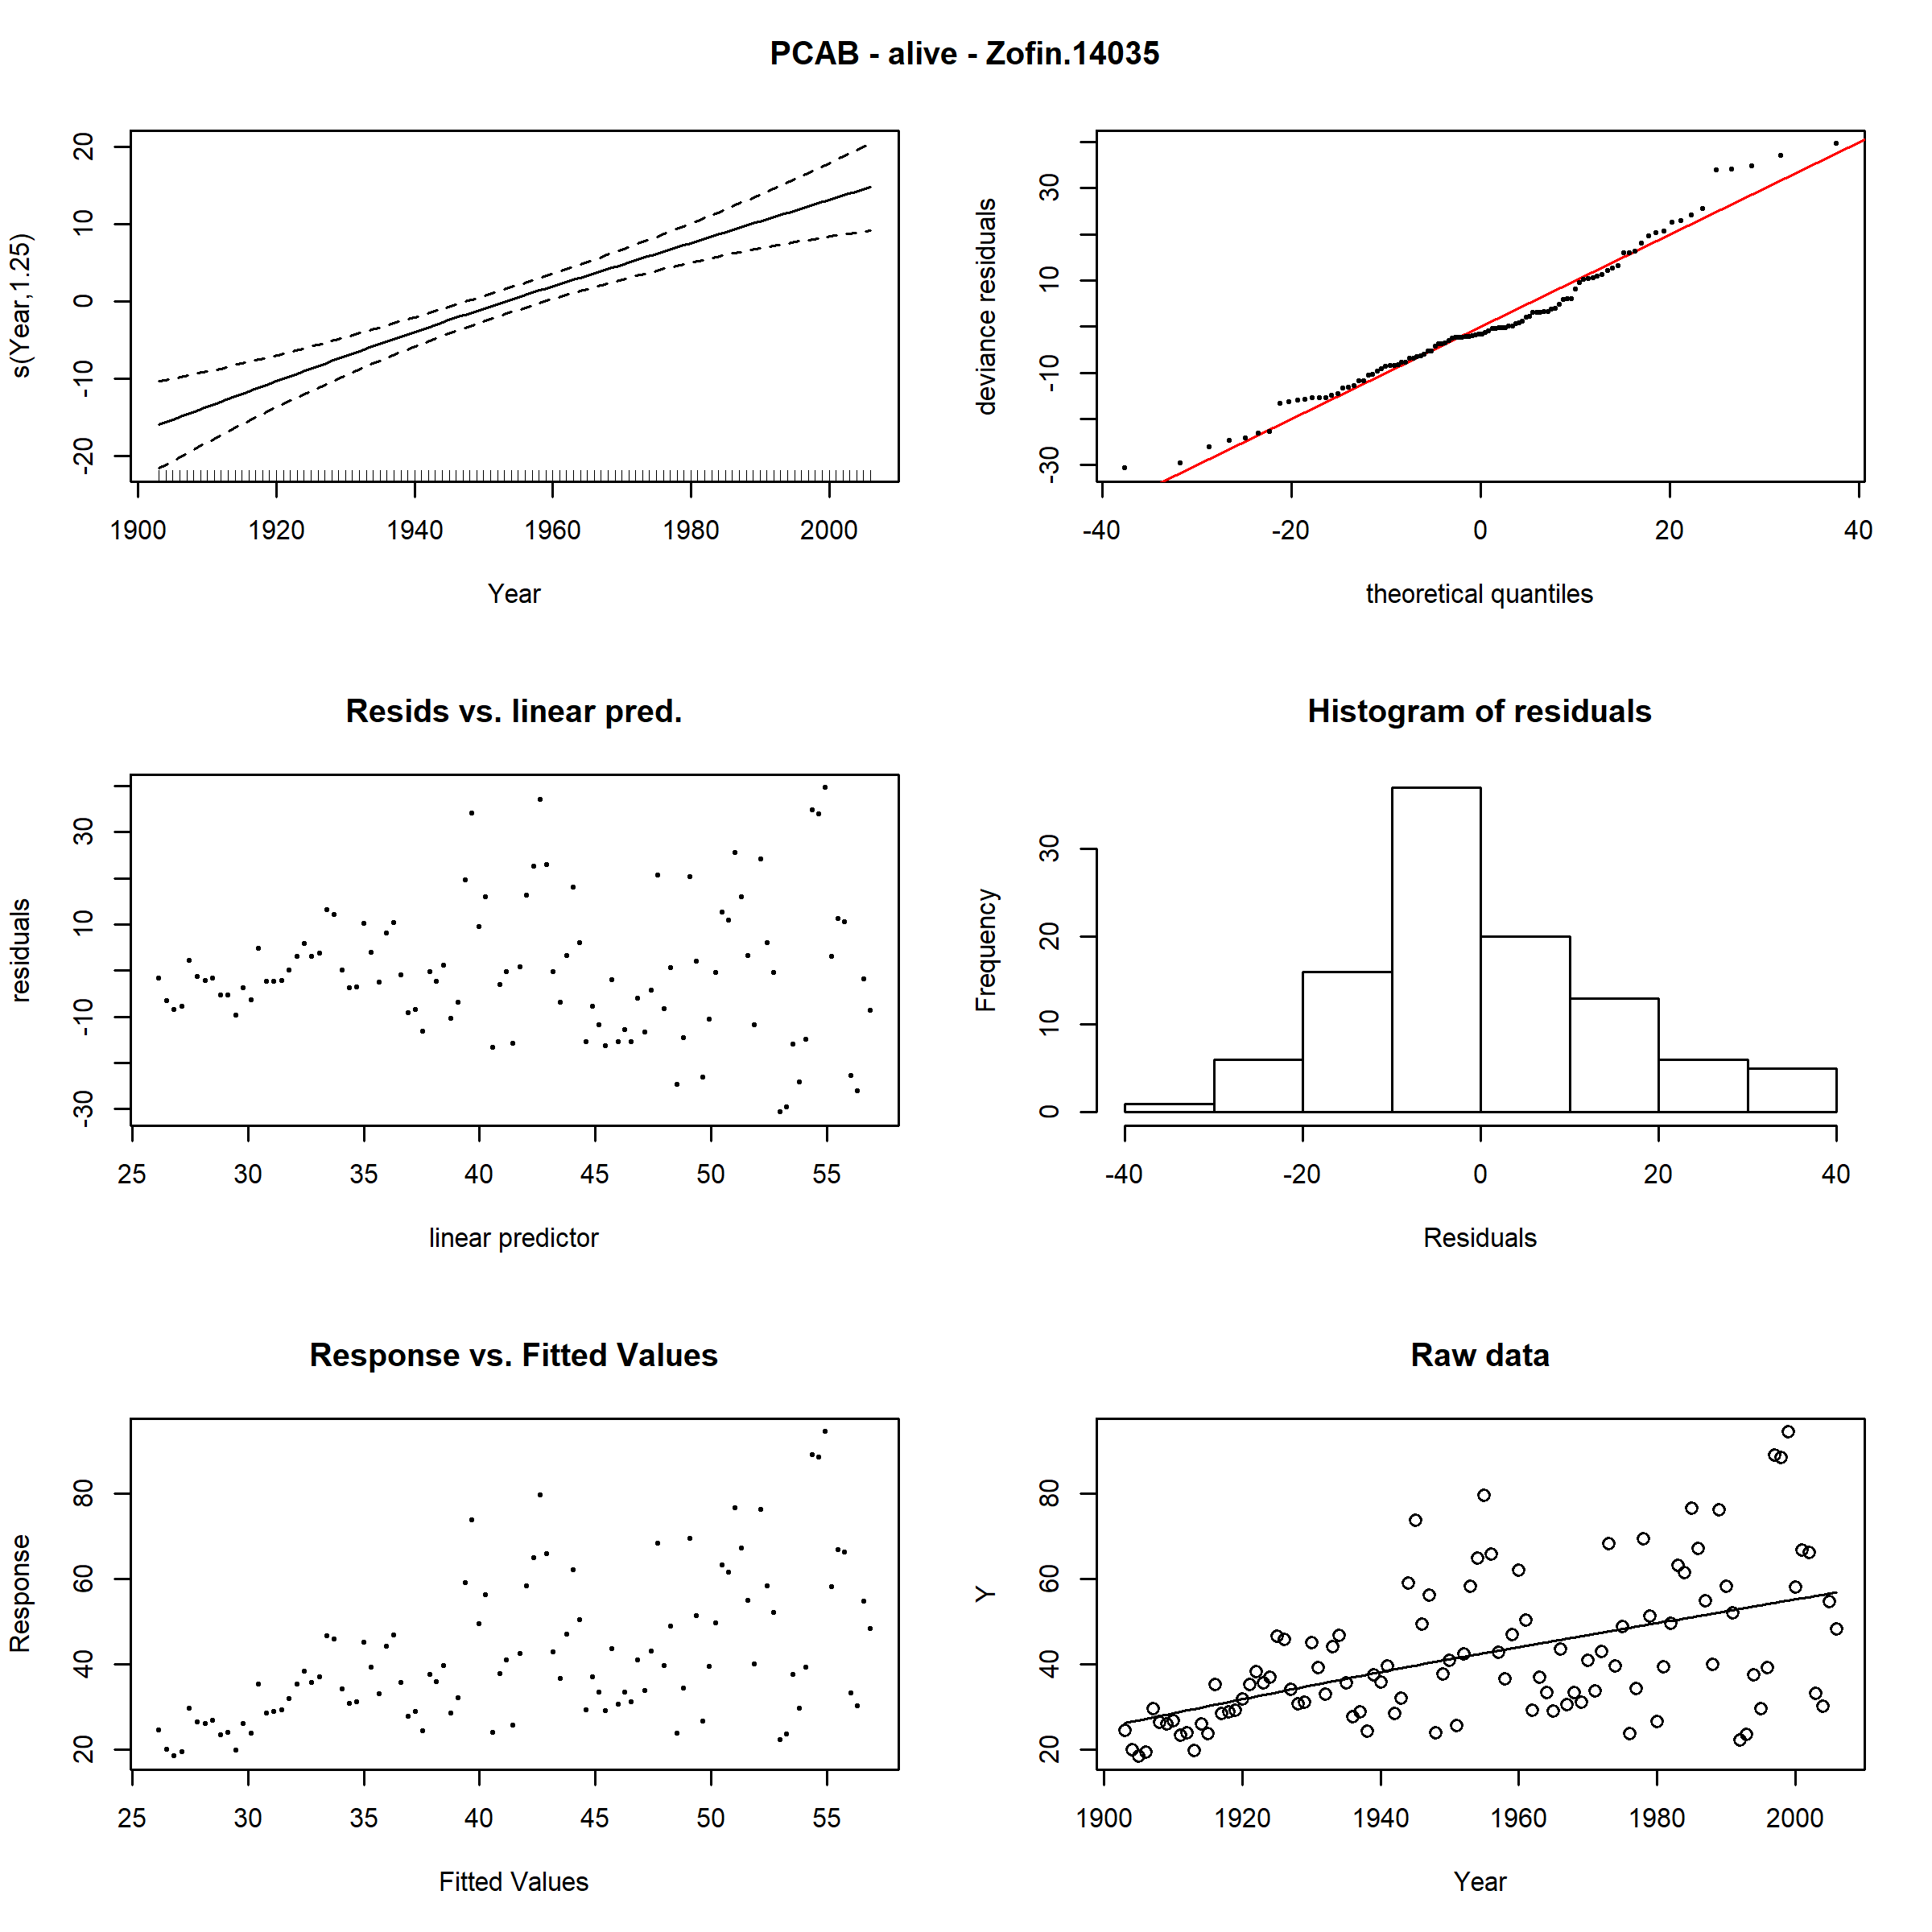 PCAB - alive - Zofin.14035
s(Year,1.25)
20
10
0
-10
-20
1900 1920 1940 1960 1980 2000
Year
deviance residuals
30
10
-10
-30
-40 -20 0 20 40
theoretical quantiles
Resids vs. linear pred.
residuals
30
10
-10
-30
25 30 35 40 45 50 55
linear predictor
Histogram of residuals
Frequency
30
20
10
0
-40 -20 0 20 40
Residuals
Response vs. Fitted Values
Response
80
60
40
20
25 30 35 40 45 50 55
Fitted Values
Raw data
Y
80
60
40
20
1900 1920 1940 1960 1980 2000
Year